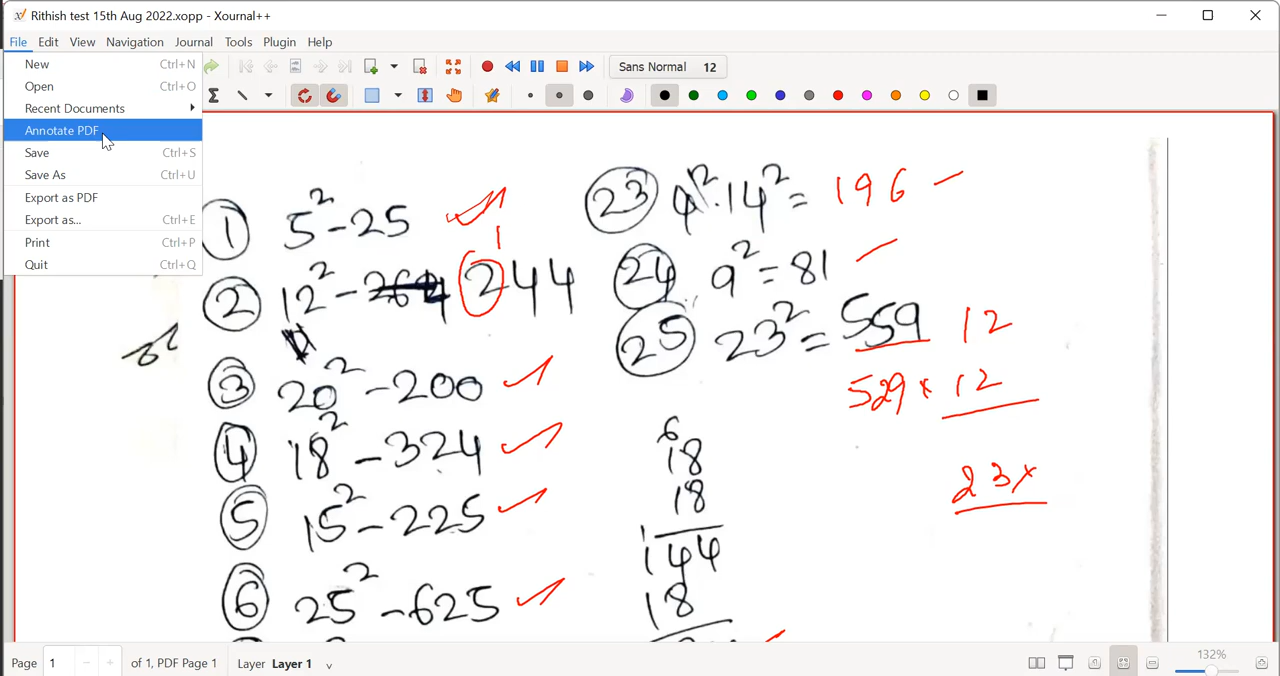 Rithish test 15th Aug 2022.xopp - Xournal++
File Edit View Navigation Journal Tools Plugin Help
New Ctrl+N
Open Ctrl+O
Recent Documents
Annotate PDF
Save Ctrl+S
Save As Ctrl+U
Export as PDF
Export as... Ctrl+E
Print Ctrl+P
Quit Ctrl+Q
Sans Normal 12
① 5² - 25
② 12² - 244
1
③ 20² - 200
④ 18² - 324
⑤ 15² - 225
⑥ 25² - 625
㉓ 14² = 196
㉔ 9² = 81
㉕ 23² = 559 12
529 x 12
23x
6
18
18
144
18
Page 1 of 1, PDF Page 1 Layer Layer 1
132%